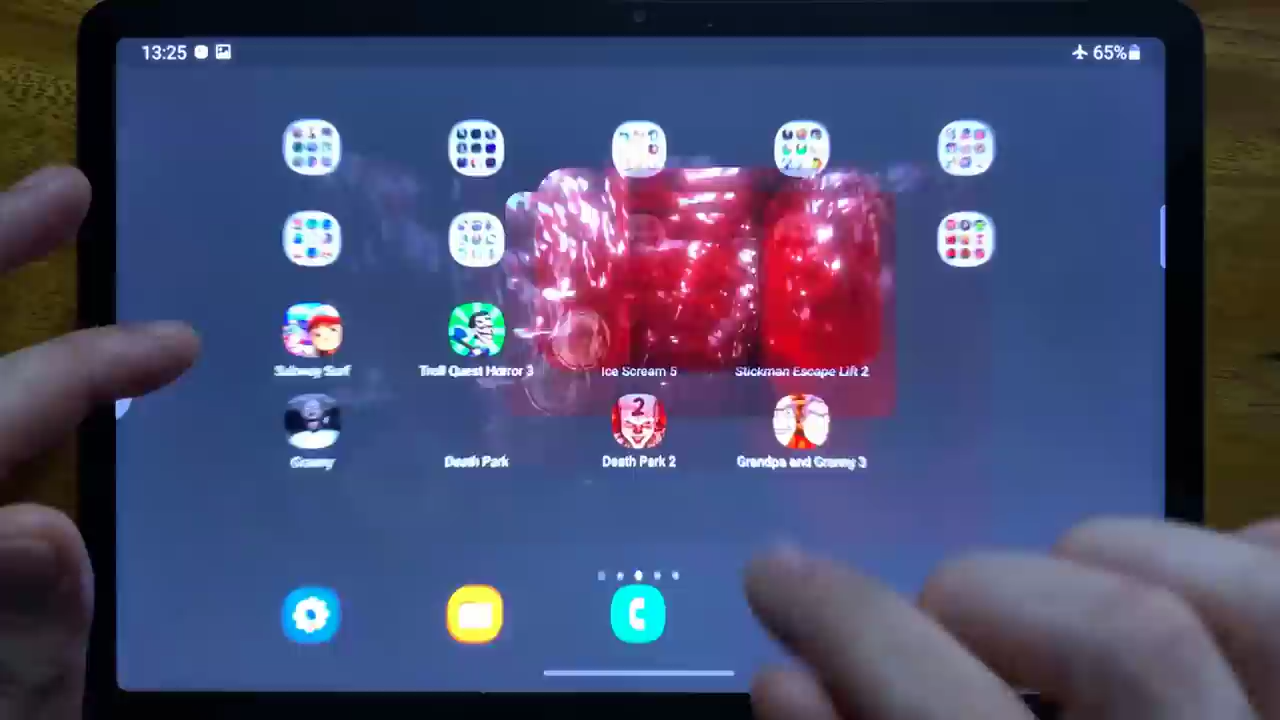 13:25 65%
Subway Surf Troll Quest Horror 3 Ice Scream 5 Stickman Escape Lift 2
2
Granny Death Park Death Park 2 Grandpa and Granny 3